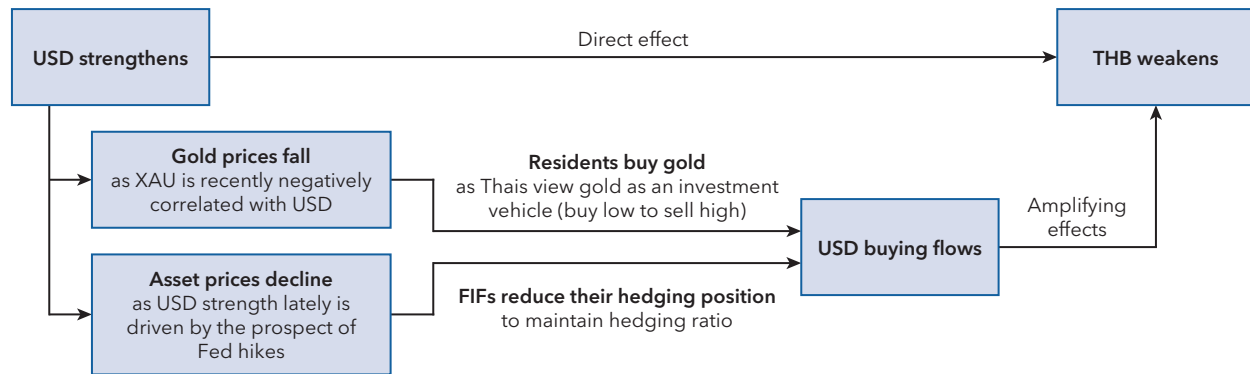 USD strengthens
Direct effect
THB weakens
Gold prices fall
as XAU is recently negatively
correlated with USD
Residents buy gold
as Thais view gold as an investment
vehicle (buy low to sell high)
USD buying flows
Amplifying
effects
Asset prices decline
as USD strength lately is
driven by the prospect of
Fed hikes
FIFs reduce their hedging position
to maintain hedging ratio